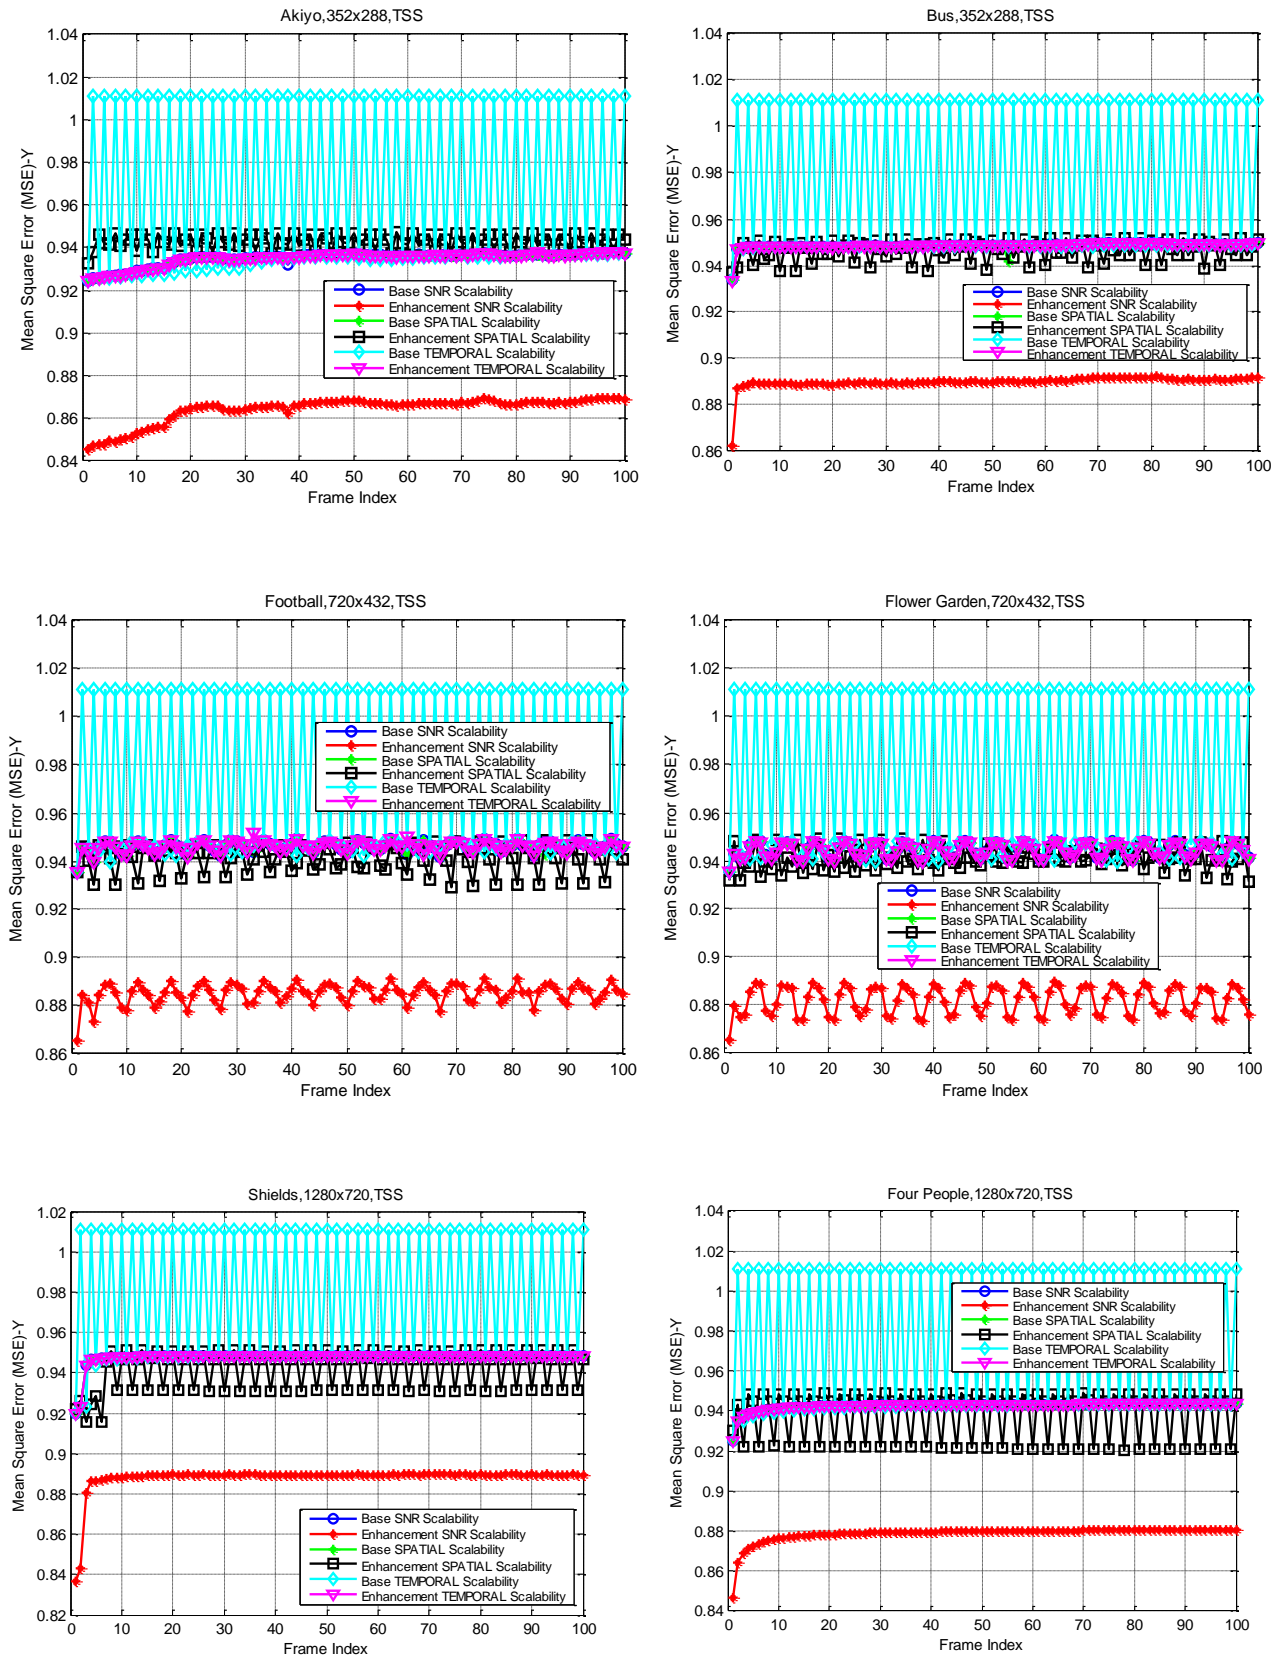 Akiyo,352x288,TSS
1.04
1.02
1
0.98
0.96
0.94
0.92
0.9
0.88
0.86
0.84
Mean Square Error (MSE)-Y
Base SNR Scalability
Enhancement SNR Scalability
Base SPATIAL Scalability
Enhancement SPATIAL Scalability
Base TEMPORAL Scalability
Enhancement TEMPORAL Scalability
0 10 20 30 40 50 60 70 80 90 100
Frame Index
Bus,352x288,TSS
1.04
1.02
1
0.98
0.96
0.94
0.92
0.9
0.88
0.86
Mean Square Error (MSE)-Y
Base SNR Scalability
Enhancement SNR Scalability
Base SPATIAL Scalability
Enhancement SPATIAL Scalability
Base TEMPORAL Scalability
Enhancement TEMPORAL Scalability
0 10 20 30 40 50 60 70 80 90 100
Frame Index
Football,720x432,TSS
1.04
1.02
1
0.98
0.96
0.94
0.92
0.9
0.88
0.86
Mean Square Error (MSE)-Y
Base SNR Scalability
Enhancement SNR Scalability
Base SPATIAL Scalability
Enhancement SPATIAL Scalability
Base TEMPORAL Scalability
Enhancement TEMPORAL Scalability
0 10 20 30 40 50 60 70 80 90 100
Frame Index
Flower Garden,720x432,TSS
1.04
1.02
1
0.98
0.96
0.94
0.92
0.9
0.88
0.86
Mean Square Error (MSE)-Y
Base SNR Scalability
Enhancement SNR Scalability
Base SPATIAL Scalability
Enhancement SPATIAL Scalability
Base TEMPORAL Scalability
Enhancement TEMPORAL Scalability
0 10 20 30 40 50 60 70 80 90 100
Frame Index
Shields,1280x720,TSS
1.02
1
0.98
0.96
0.94
0.92
0.9
0.88
0.86
0.84
0.82
Mean Square Error (MSE)-Y
Base SNR Scalability
Enhancement SNR Scalability
Base SPATIAL Scalability
Enhancement SPATIAL Scalability
Base TEMPORAL Scalability
Enhancement TEMPORAL Scalability
0 10 20 30 40 50 60 70 80 90 100
Frame Index
Four People,1280x720,TSS
1.04
1.02
1
0.98
0.96
0.94
0.92
0.9
0.88
0.86
0.84
Mean Square Error (MSE)-Y
Base SNR Scalability
Enhancement SNR Scalability
Base SPATIAL Scalability
Enhancement SPATIAL Scalability
Base TEMPORAL Scalability
Enhancement TEMPORAL Scalability
0 10 20 30 40 50 60 70 80 90 100
Frame Index